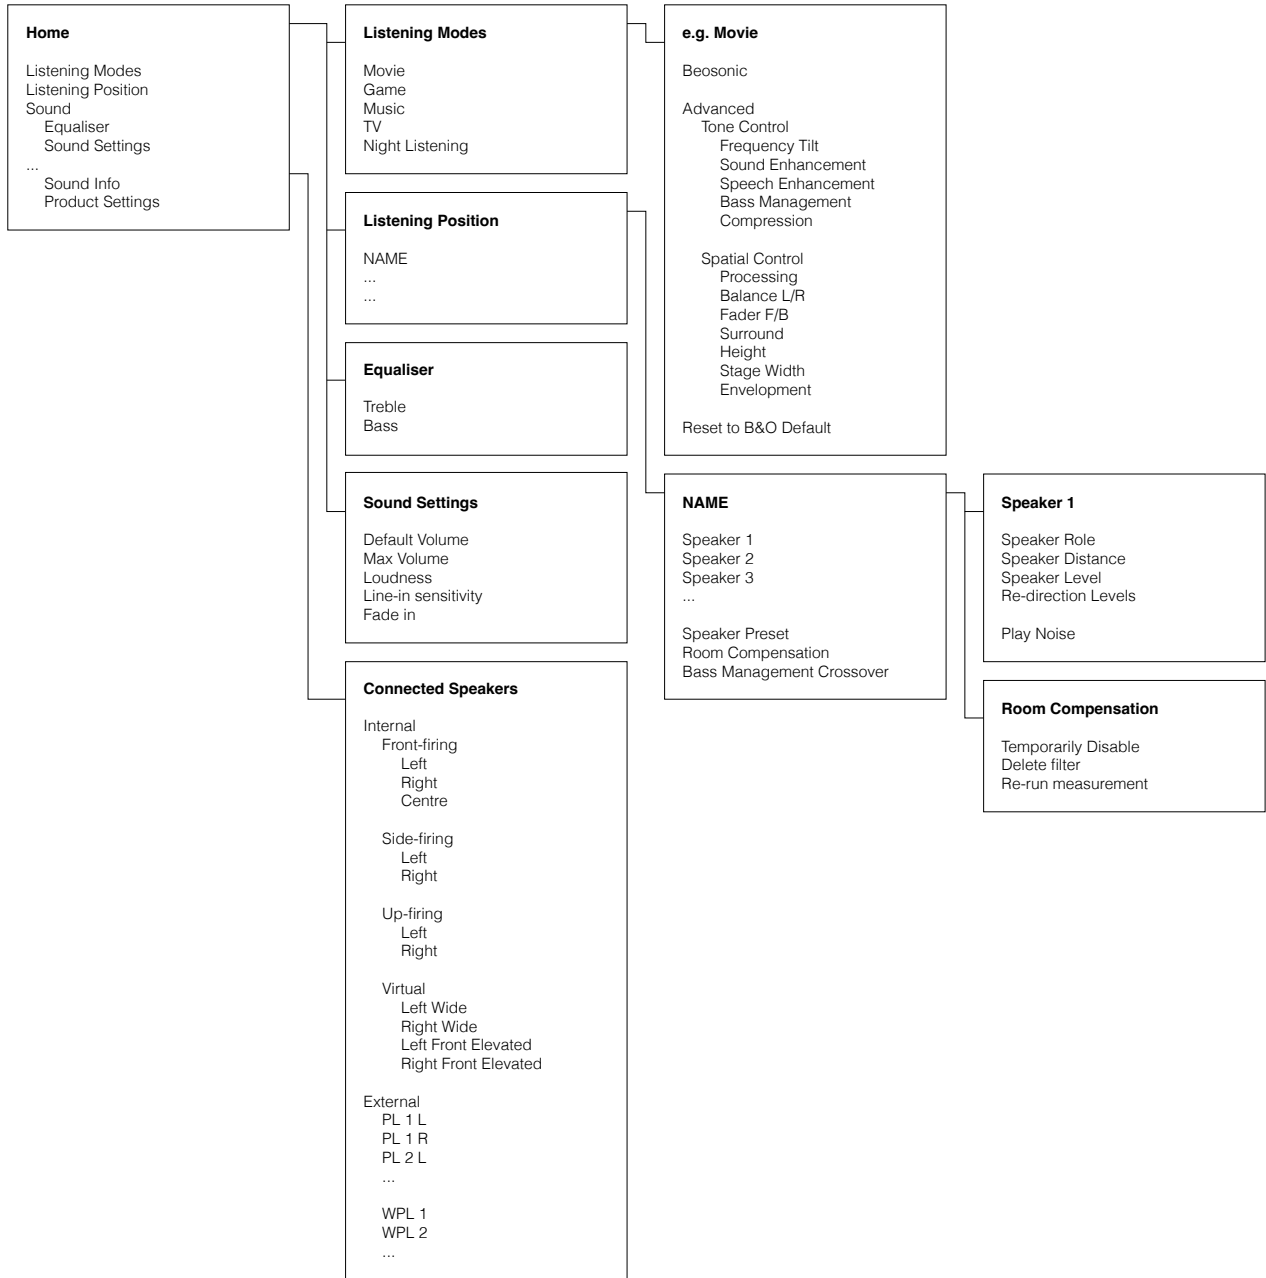 Home
Listening Modes
Listening Position
Sound
Equaliser
Sound Settings
...
Sound Info
Product Settings
Listening Modes
Movie
Game
Music
TV
Night Listening
Listening Position
NAME
...
...
Equaliser
Treble
Bass
Sound Settings
Default Volume
Max Volume
Loudness
Line-in sensitivity
Fade in
Connected Speakers
Internal
Front-firing
Left
Right
Centre
Side-firing
Left
Right
Up-firing
Left
Right
Virtual
Left Wide
Right Wide
Left Front Elevated
Right Front Elevated
External
PL 1 L
PL 1 R
PL 2 L
...
WPL 1
WPL 2
...
e.g. Movie
Beosonic
Advanced
Tone Control
Frequency Tilt
Sound Enhancement
Speech Enhancement
Bass Management
Compression
Spatial Control
Processing
Balance L/R
Fader F/B
Surround
Height
Stage Width
Envelopment
Reset to B&O Default
NAME
Speaker 1
Speaker 2
Speaker 3
...
Speaker Preset
Room Compensation
Bass Management Crossover
Speaker 1
Speaker Role
Speaker Distance
Speaker Level
Re-direction Levels
Play Noise
Room Compensation
Temporarily Disable
Delete filter
Re-run measurement